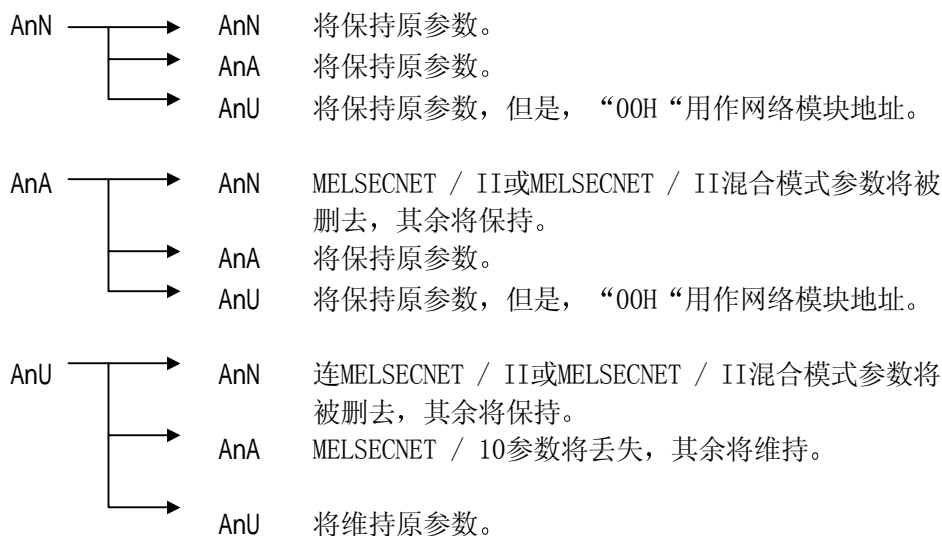 AnN AnN 将保持原参数。
AnA 将保持原参数。
AnU 将保持原参数，但是，“00H“用作网络模块地址。
AnA AnN MELSECNET / II或MELSECNET / II混合模式参数将被
删去，其余将保持。
AnA 将保持原参数。
AnU 将保持原参数，但是，“00H“用作网络模块地址。
AnU AnN 连MELSECNET / II或MELSECNET / II混合模式参数将
被删去，其余将保持。
AnA MELSECNET / 10参数将丢失，其余将维持。
AnU 将维持原参数。